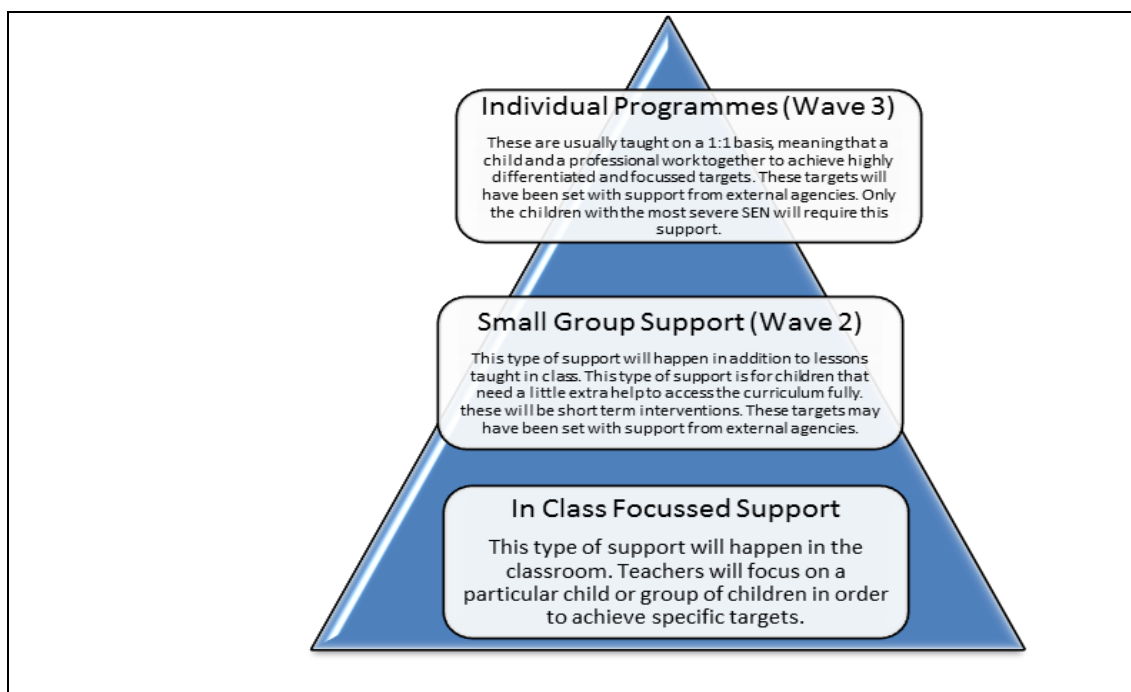 Individual Programmes (Wave 3)
These are usually taught on a 1:1 basis, meaning that a
child and a professional work together to achieve highly
differentiated and focussed targets. These targets will
have been set with support from external agencies. Only
the children with the most severe SEN will require this
support.
Small Group Support (Wave 2)
This type of support will happen in addition to lessons
taught in class. This type of support is for children that
need a little extra help to access the curriculum fully.
these will be short term interventions. These targets may
have been set with support from external agencies.
In Class Focussed Support
This type of support will happen in the
classroom. Teachers will focus on a
particular child or group of children in order
to achieve specific targets.